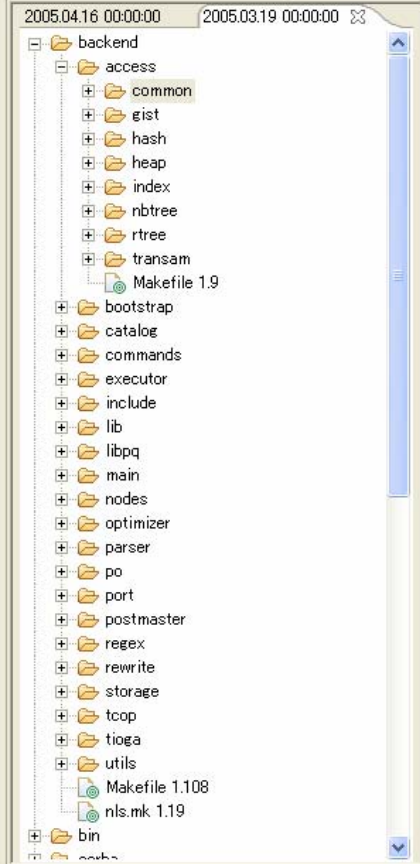 2005.04.16 00:00:00
2005.03.19 00:00:00
backend
access
common
gist
hash
heap
index
nbtree
rtree
transam
Makefile 1.9
bootstrap
catalog
commands
executor
include
lib
libpq
main
nodes
optimizer
parser
po
port
postmaster
regex
rewrite
storage
tcop
tioga
utils
Makefile 1.108
nls.mk 1.19
bin